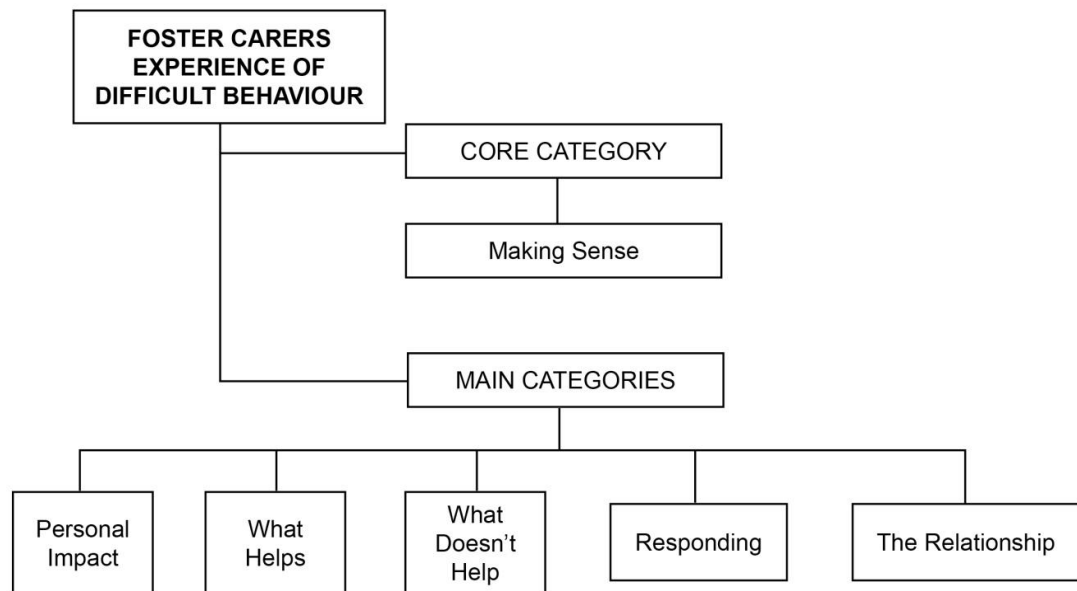 FOSTER CARERS
EXPERIENCE OF
DIFFICULT BEHAVIOUR
CORE CATEGORY
Making Sense
MAIN CATEGORIES
Personal
Impact
What
Helps
What
Doesn’t
Help
Responding
The Relationship